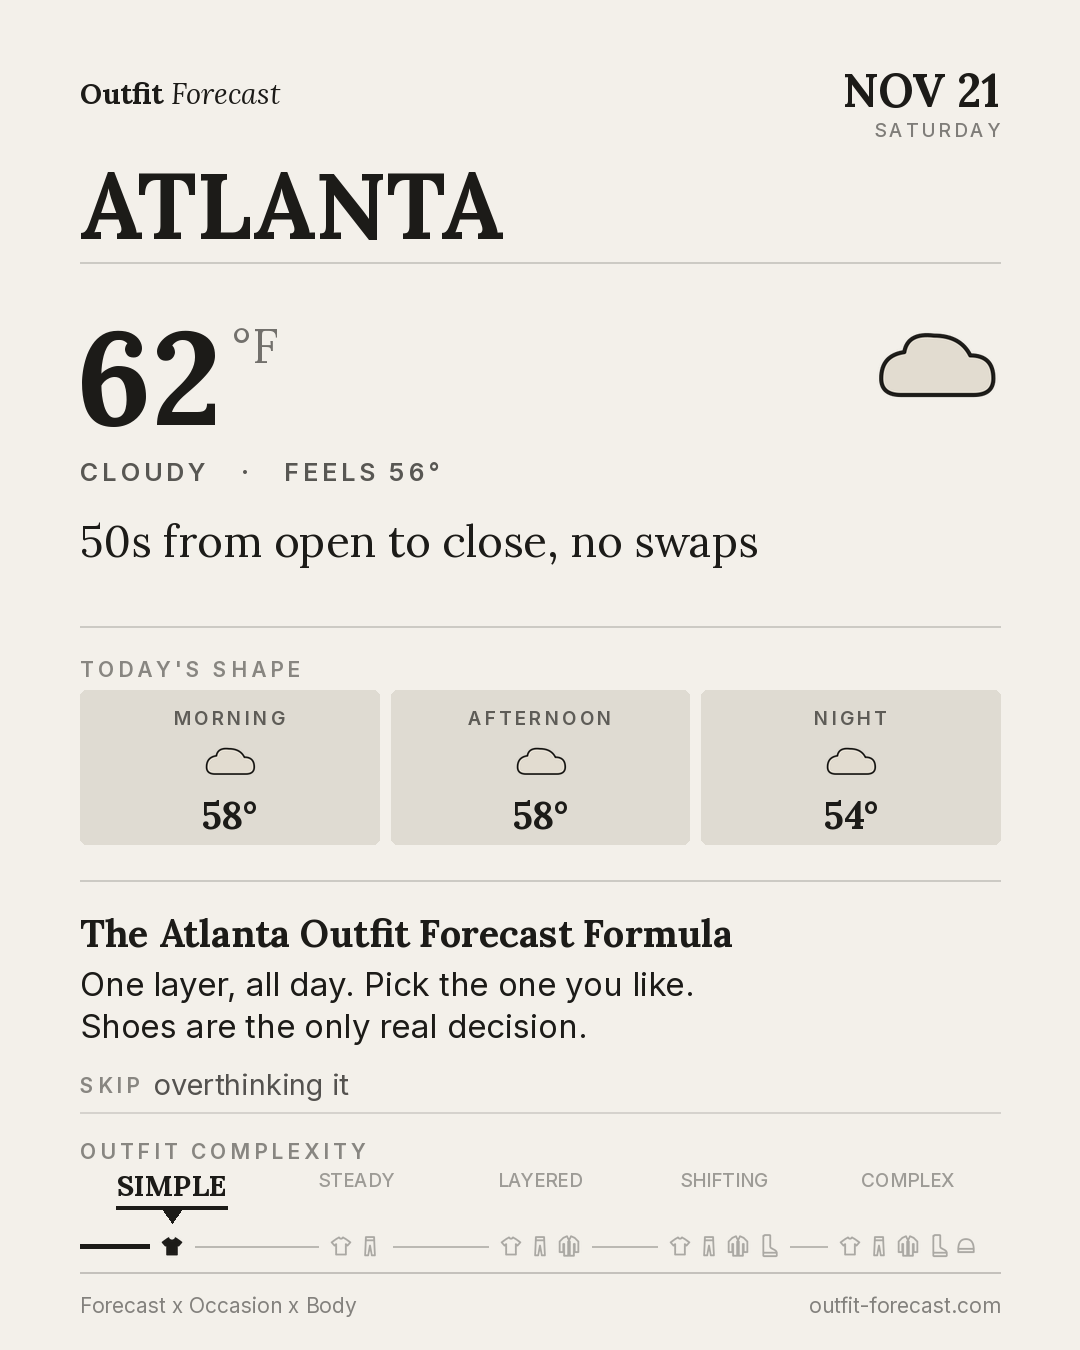 Outfit Forecast
NOV 21
SATURDAY
ATLANTA
62 °F
CLOUDY · FEELS 56°
50s from open to close, no swaps
TODAY'S SHAPE
MORNING AFTERNOON NIGHT
58° 58° 54°
The Atlanta Outfit Forecast Formula
One layer, all day. Pick the one you like.
Shoes are the only real decision.
SKIP overthinking it
OUTFIT COMPLEXITY
SIMPLE STEADY LAYERED SHIFTING COMPLEX
Forecast x Occasion x Body outfit-forecast.com